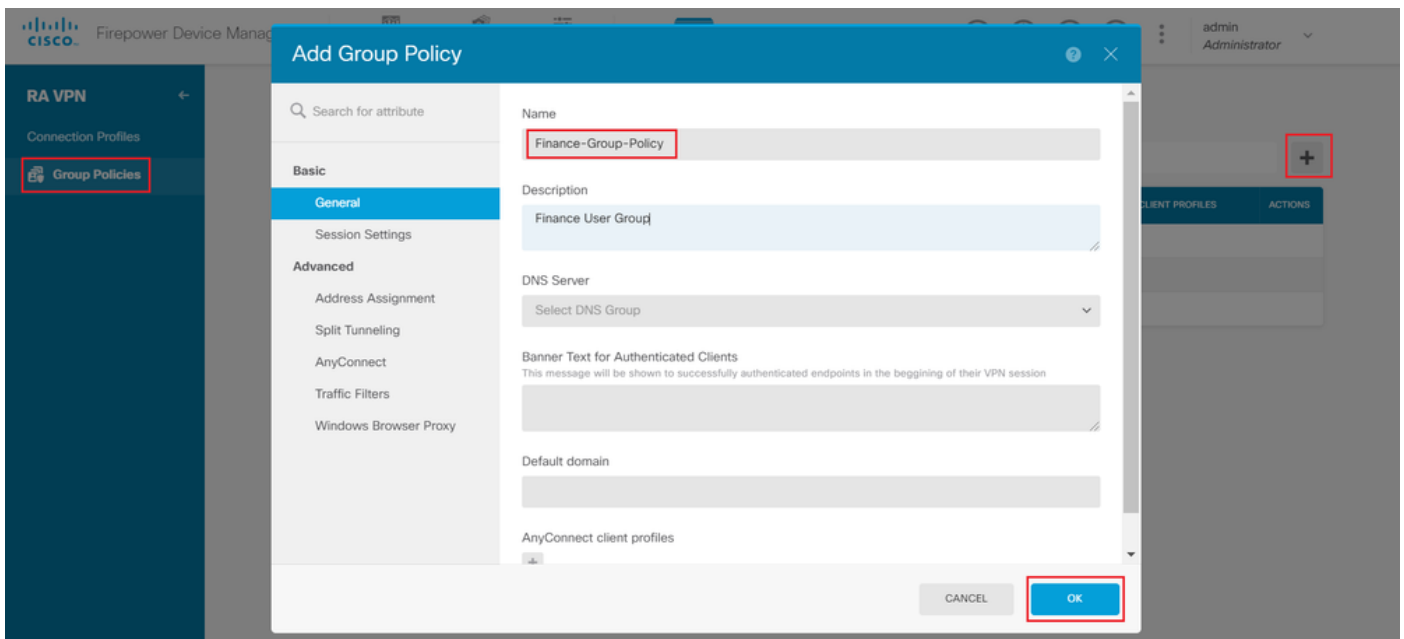 CISCO
Firepower Device Manag
admin
Administrator
RA VPN
Connection Profiles
Group Policies
Add Group Policy
Search for attribute
Basic
General
Session Settings
Advanced
Address Assignment
Split Tunneling
AnyConnect
Traffic Filters
Windows Browser Proxy
Name
Finance-Group-Policy
Description
Finance User Group
DNS Server
Select DNS Group
Banner Text for Authenticated Clients
This message will be shown to successfully authenticated endpoints in the beggining of their VPN session
Default domain
AnyConnect client profiles
CANCEL
OK
CLIENT PROFILES
ACTIONS